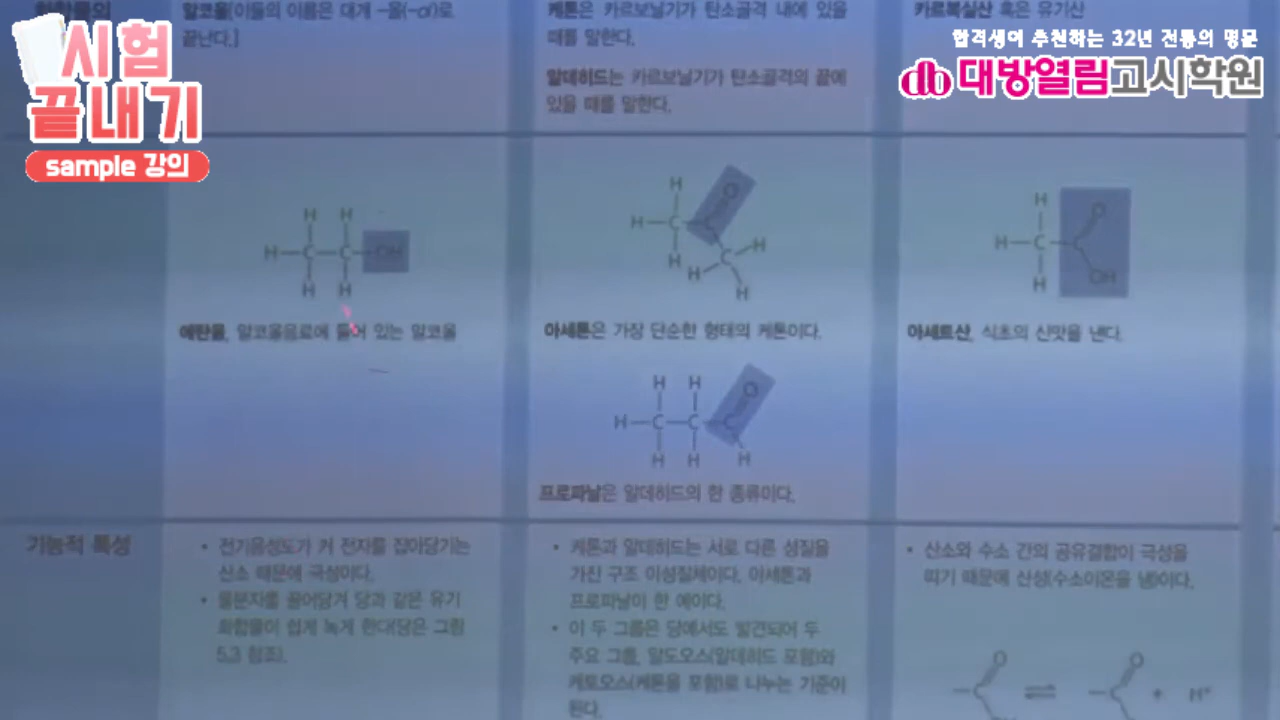 시험
끝내기
sample 강의
합격생이 추천하는 32년 전통의 명문
db 대방열림고시학원
알코올(이들의 이름은 대개 -올(-ol)로
끝난다.]
케톤은 카르보닐기가 탄소골격 내에 있을
때를 말한다.
알데히드는 카르보닐기가 탄소골격의 끝에
있을 때를 말한다.
카르복실산 혹은 유기산
H H
H-C-C-OH
H H
에탄올, 알코올음료에 들어 있는 알코올
H O
H-C C
H C H
H H
아세톤은 가장 단순한 형태의 케톤이다.
H H O
H-C-C-C
H H H
프로파날은 알데히드의 한 종류이다.
H O
H-C-C
H OH
아세트산, 식초의 신맛을 낸다.
기능적 특성
• 전기음성도가 커 전자를 잡아당기는
산소 때문에 극성이다.
• 물분자를 끌어당겨 당과 같은 유기
화합물이 쉽게 녹게 한다(당은 그림
5.3 참조).
• 케톤과 알데히드는 서로 다른 성질을
가진 구조 이성질체이다. 아세톤과
프로파날이 한 예이다.
• 이 두 그룹은 당에서도 발견되어 두
주요 그룹, 알도오스(알데히드 포함)와
케토오스(케톤을 포함)로 나누는 기준이
된다.
• 산소와 수소 간의 공유결합이 극성을
띠기 때문에 산성(수소이온을 냄)이다.
O O
-C ⇌ -C + H⁺